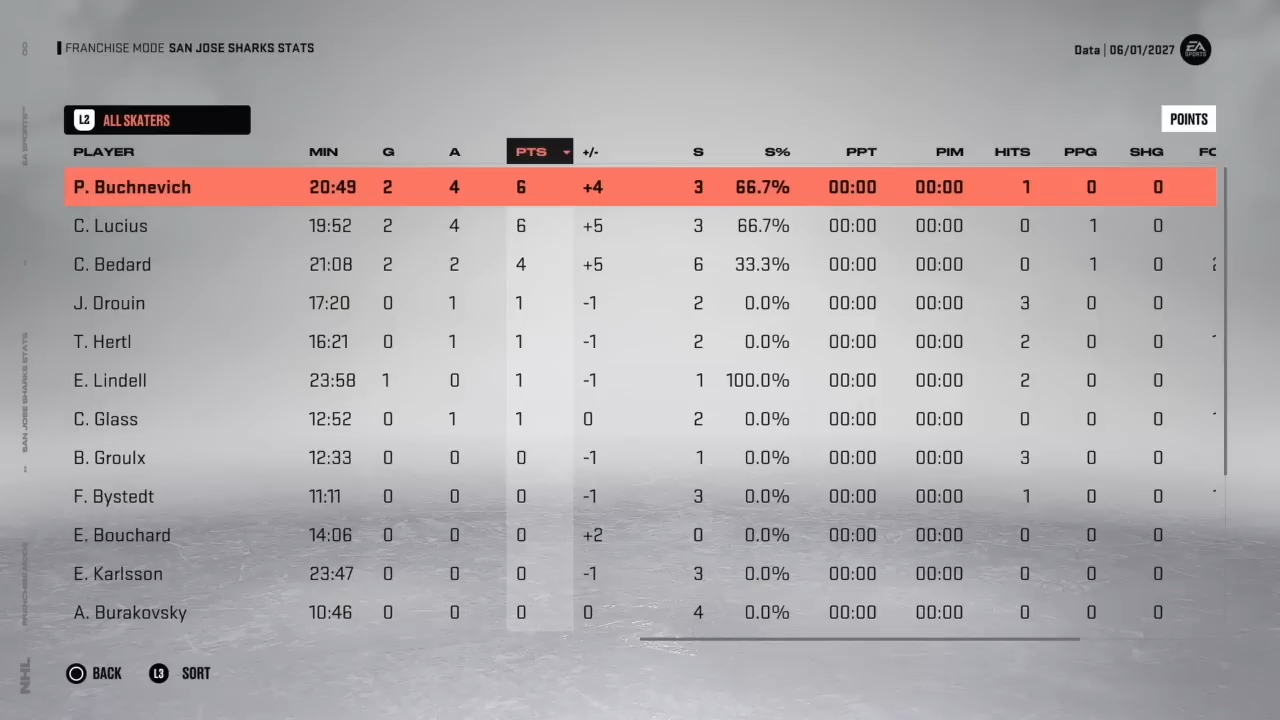 FRANCHISE MODE SAN JOSE SHARKS STATS
Data | 06/01/2027
EA SPORTS
L2 ALL SKATERS
POINTS
PLAYER MIN G A PTS +/- S S% PPT PIM HITS PPG SHG FO
P. Buchnevich 20:49 2 4 6 +4 3 66.7% 00:00 00:00 1 0 0
C. Lucius 19:52 2 4 6 +5 3 66.7% 00:00 00:00 0 1 0
C. Bedard 21:08 2 2 4 +5 6 33.3% 00:00 00:00 0 1 0
J. Drouin 17:20 0 1 1 -1 2 0.0% 00:00 00:00 3 0 0
T. Hertl 16:21 0 1 1 -1 2 0.0% 00:00 00:00 2 0 0
E. Lindell 23:58 1 0 1 -1 1 100.0% 00:00 00:00 2 0 0
C. Glass 12:52 0 1 1 0 2 0.0% 00:00 00:00 0 0 0
B. Groulx 12:33 0 0 0 -1 1 0.0% 00:00 00:00 3 0 0
F. Bystedt 11:11 0 0 0 -1 3 0.0% 00:00 00:00 1 0 0
E. Bouchard 14:06 0 0 0 +2 0 0.0% 00:00 00:00 0 0 0
E. Karlsson 23:47 0 0 0 -1 3 0.0% 00:00 00:00 0 0 0
A. Burakovsky 10:46 0 0 0 0 4 0.0% 00:00 00:00 0 0 0
BACK L3 SORT
NHL FRANCHISE MODE SAN JOSE SHARKS STATS EA SPORTS